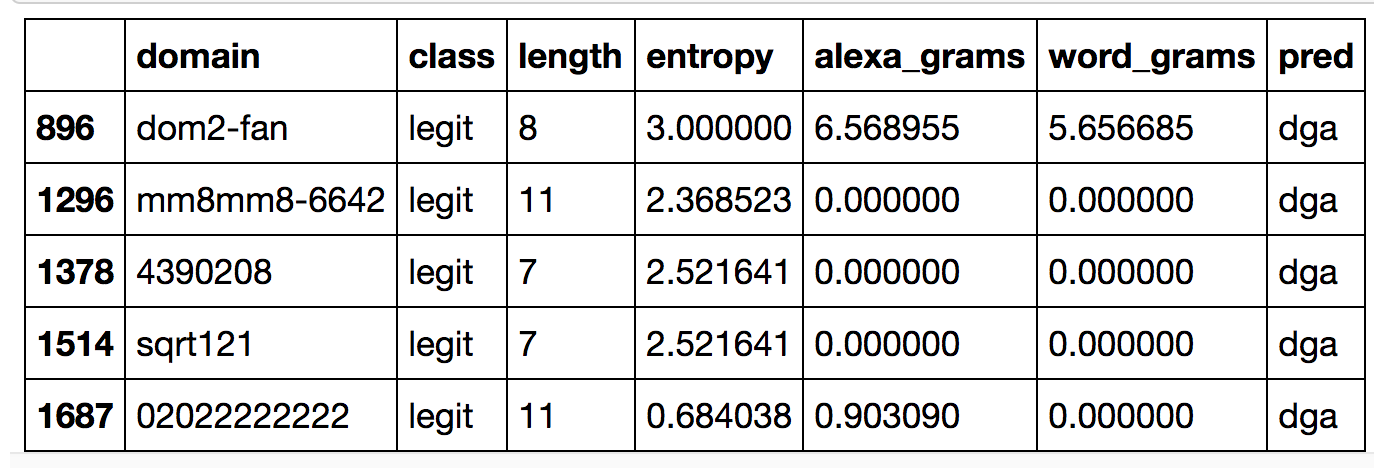 domain class length entropy alexa_grams word_grams pred
896 dom2-fan legit 8 3.000000 6.568955 5.656685 dga
1296 mm8mm8-6642 legit 11 2.368523 0.000000 0.000000 dga
1378 4390208 legit 7 2.521641 0.000000 0.000000 dga
1514 sqrt121 legit 7 2.521641 0.000000 0.000000 dga
1687 02022222222 legit 11 0.684038 0.903090 0.000000 dga